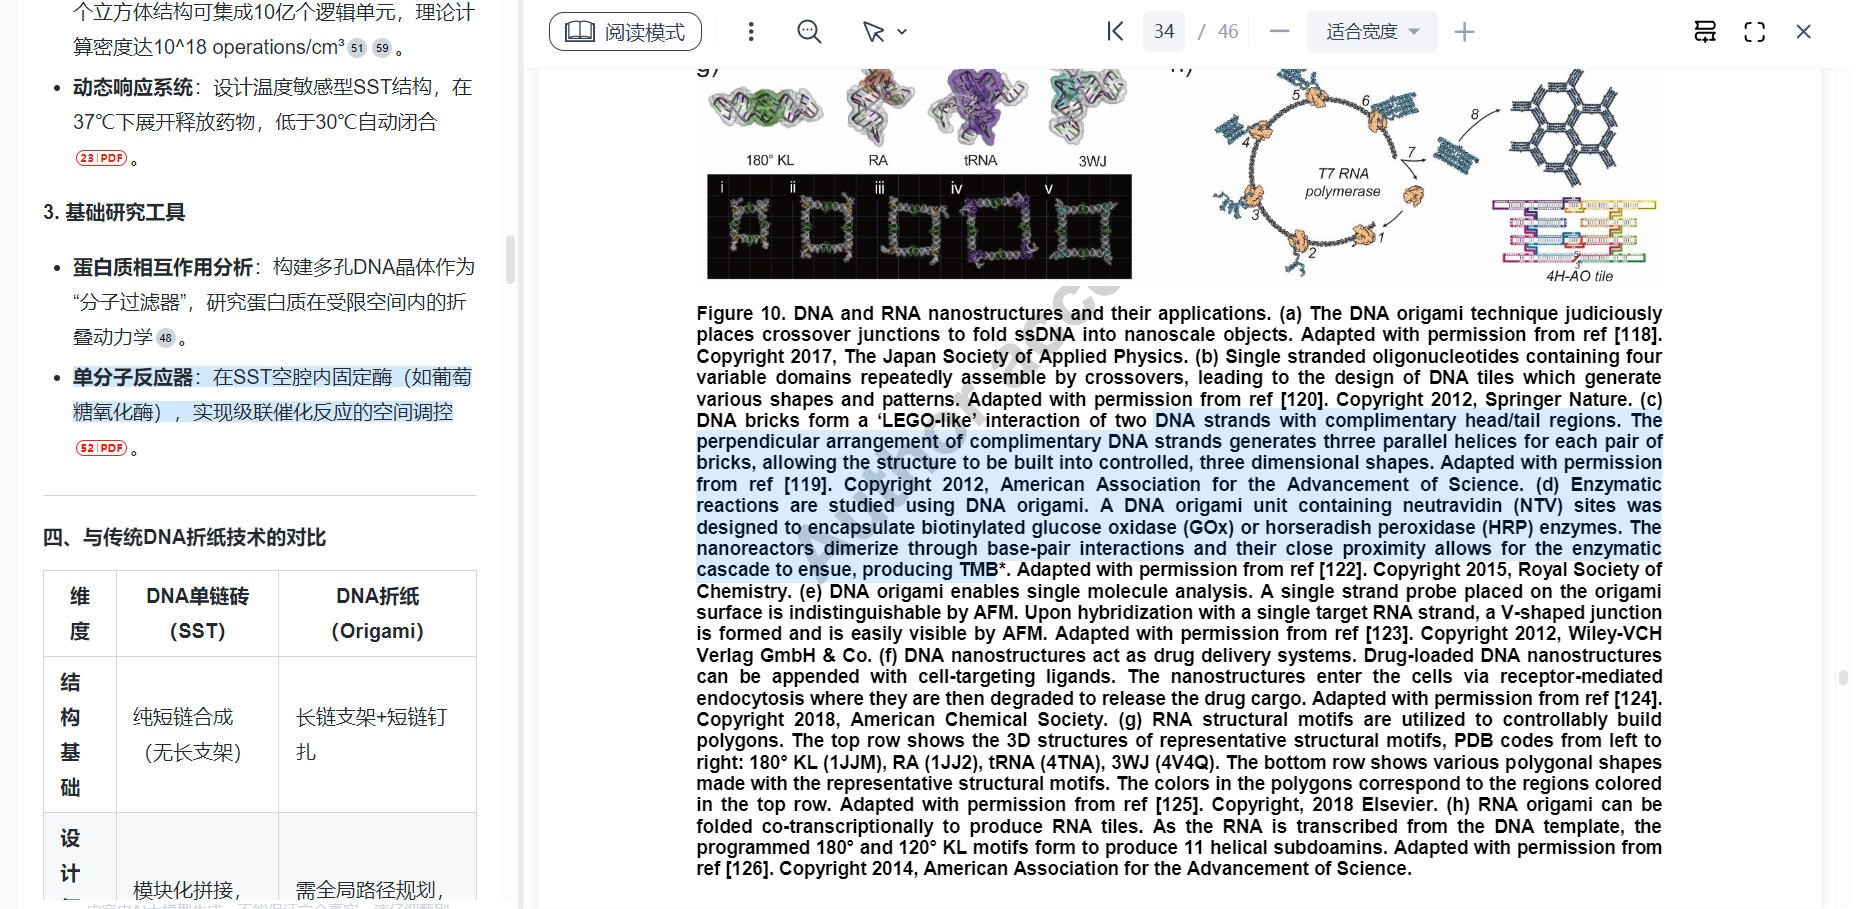 个立方体结构可集成10亿个逻辑单元，理论计
算密度达10^18 operations/cm³ 51 59 。
• 动态响应系统：设计温度敏感型SST结构，在
37℃下展开释放药物，低于30℃自动闭合
23 | PDF 。
3. 基础研究工具
• 蛋白质相互作用分析：构建多孔DNA晶体作为
“分子过滤器”，研究蛋白质在受限空间内的折
叠动力学 48 。
• 单分子反应器：在SST空腔内固定酶（如葡萄
糖氧化酶），实现级联催化反应的空间调控
52 | PDF 。
四、与传统DNA折纸技术的对比
维度 DNA单链砖（SST) DNA折纸（Origami）
结构基础 纯短链合成（无长支架） 长链支架+短链钉扎
设计 模块化拼接， 需全局路径规划，
阅读模式
34 / 46
适合宽度
g)
h)
180° KL RA tRNA 3WJ
i ii iii iv v
5 6
4 8
7
T7 RNA
polymerase
3
2 1
4H-AO tile
Figure 10. DNA and RNA nanostructures and their applications. (a) The DNA origami technique judiciously
places crossover junctions to fold ssDNA into nanoscale objects. Adapted with permission from ref [118].
Copyright 2017, The Japan Society of Applied Physics. (b) Single stranded oligonucleotides containing four
variable domains repeatedly assemble by crossovers, leading to the design of DNA tiles which generate
various shapes and patterns. Adapted with permission from ref [120]. Copyright 2012, Springer Nature. (c)
DNA bricks form a ‘LEGO-like’ interaction of two DNA strands with complimentary head/tail regions. The
perpendicular arrangement of complimentary DNA strands generates thrree parallel helices for each pair of
bricks, allowing the structure to be built into controlled, three dimensional shapes. Adapted with permission
from ref [119]. Copyright 2012, American Association for the Advancement of Science. (d) Enzymatic
reactions are studied using DNA origami. A DNA origami unit containing neutravidin (NTV) sites was
designed to encapsulate biotinylated glucose oxidase (GOx) or horseradish peroxidase (HRP) enzymes. The
nanoreactors dimerize through base-pair interactions and their close proximity allows for the enzymatic
cascade to ensue, producing TMB*. Adapted with permission from ref [122]. Copyright 2015, Royal Society of
Chemistry. (e) DNA origami enables single molecule analysis. A single strand probe placed on the origami
surface is indistinguishable by AFM. Upon hybridization with a single target RNA strand, a V-shaped junction
is formed and is easily visible by AFM. Adapted with permission from ref [123]. Copyright 2012, Wiley-VCH
Verlag GmbH & Co. (f) DNA nanostructures act as drug delivery systems. Drug-loaded DNA nanostructures
can be appended with cell-targeting ligands. The nanostructures enter the cells via receptor-mediated
endocytosis where they are then degraded to release the drug cargo. Adapted with permission from ref [124].
Copyright 2018, American Chemical Society. (g) RNA structural motifs are utilized to controllably build
polygons. The top row shows the 3D structures of representative structural motifs, PDB codes from left to
right: 180° KL (1JJM), RA (1JJ2), tRNA (4TNA), 3WJ (4V4Q). The bottom row shows various polygonal shapes
made with the representative structural motifs. The colors in the polygons correspond to the regions colored
in the top row. Adapted with permission from ref [125]. Copyright, 2018 Elsevier. (h) RNA origami can be
folded co-transcriptionally to produce RNA tiles. As the RNA is transcribed from the DNA template, the
programmed 180° and 120° KL motifs form to produce 11 helical subdoamins. Adapted with permission from
ref [126]. Copyright 2014, American Association for the Advancement of Science.
Author acc